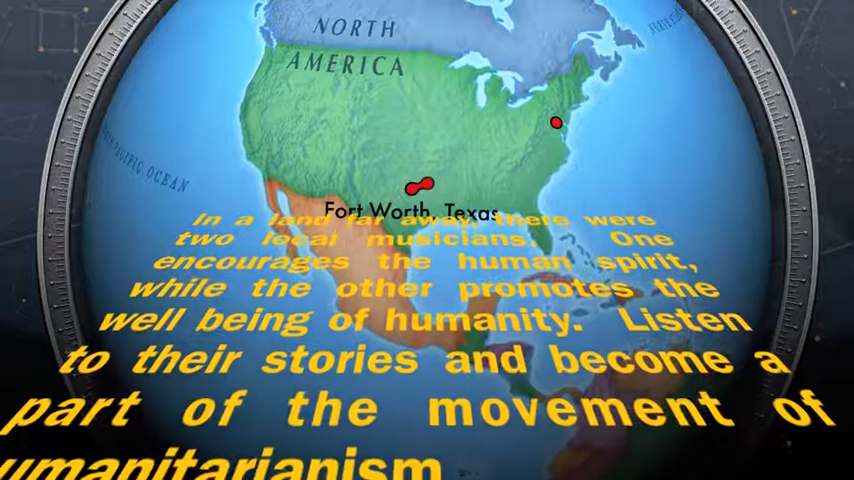 NORTH
AMERICA
PACIFIC OCEAN
Fort Worth, Texas
In a land far away, there were
two local musicians. One
encourages the human spirit,
while the other promotes the
well being of humanity. Listen
to their stories and become a
part of the movement of
umanitarianism